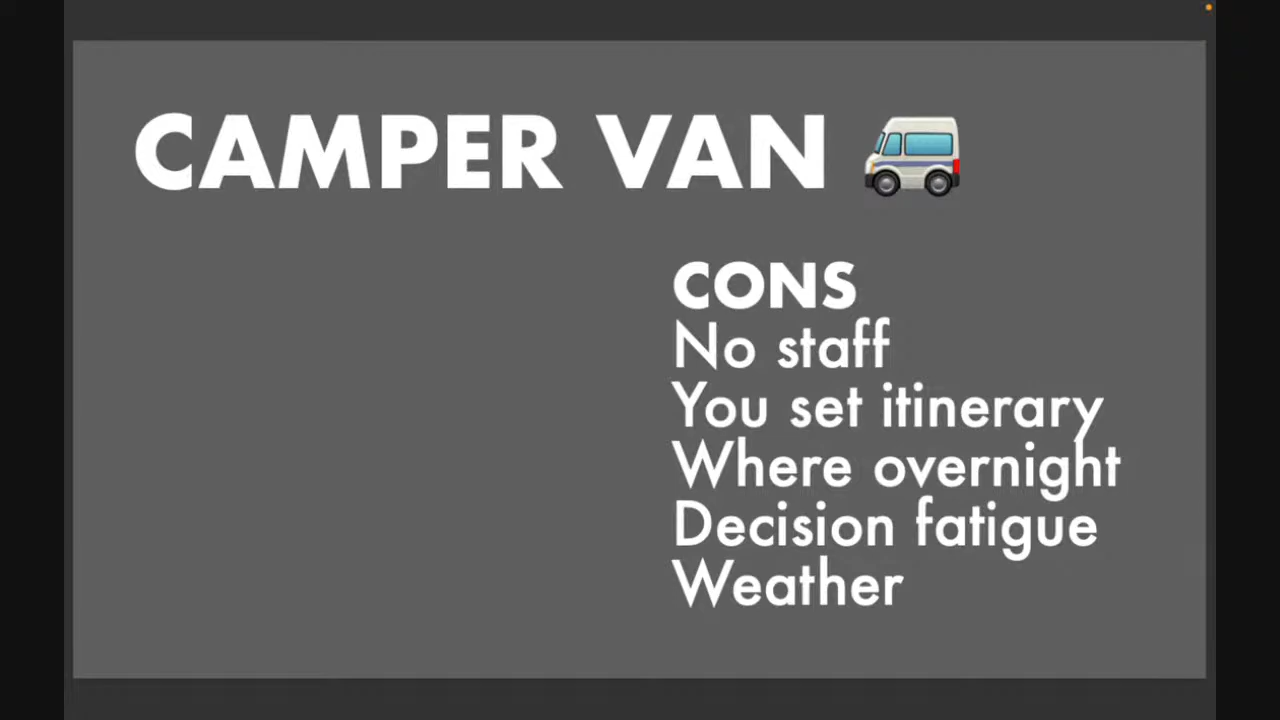 CAMPER VAN 🚐
CONS
No staff
You set itinerary
Where overnight
Decision fatigue
Weather